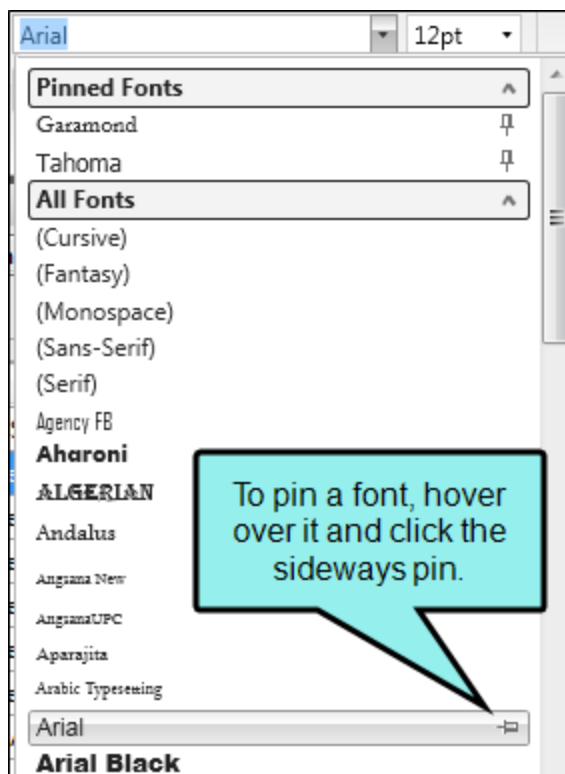 Arial 12pt
Pinned Fonts
Garamond
Tahoma
All Fonts
(Cursive)
(Fantasy)
(Monospace)
(Sans-Serif)
(Serif)
Agency FB
Aharoni
ALGERIAN
Andalus
Angsana New
AngsanaUPC
Aparajita
Arabic Typesetting
To pin a font, hover
over it and click the
sideways pin.
Arial
Arial Black